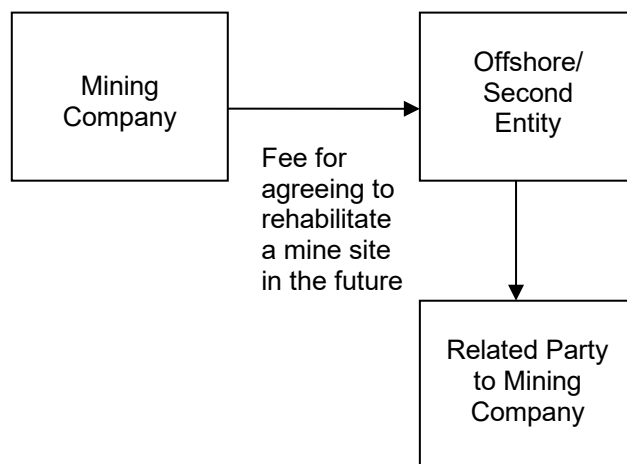 Mining
Company
Offshore/
Second
Entity
Fee for
agreeing to
rehabilitate
a mine site
in the future
Related Party
to Mining
Company